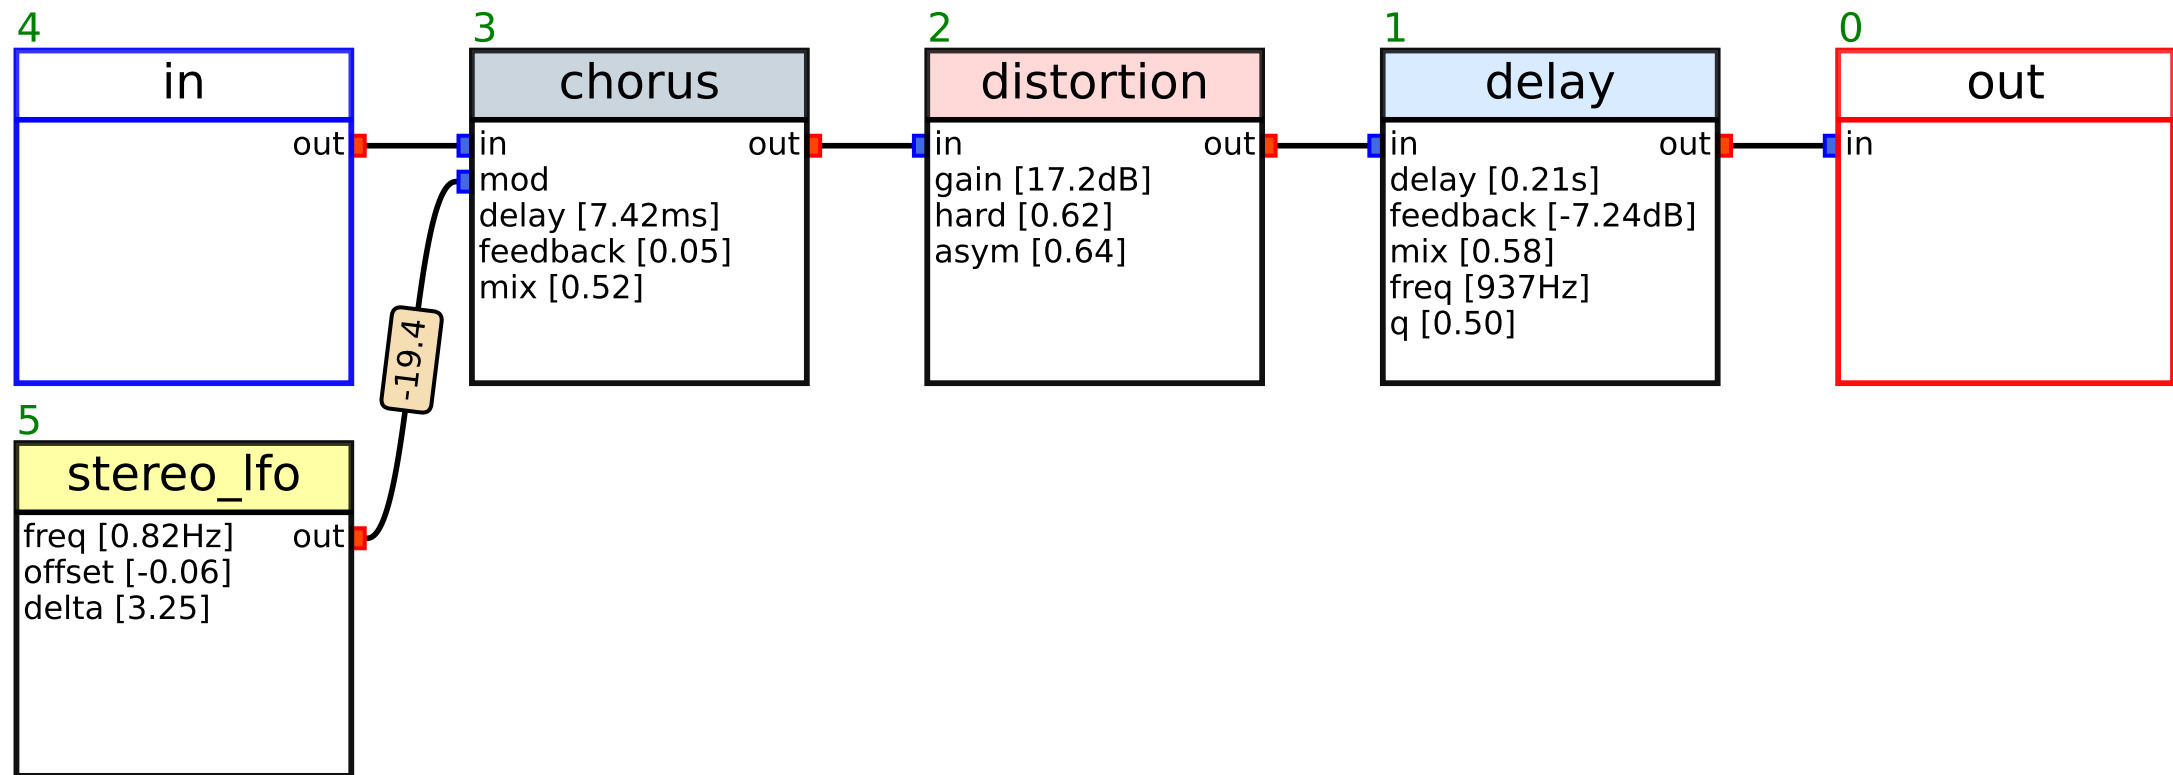 4
in
out
3
chorus
in
out
mod
delay [7.42ms]
feedback [0.05]
mix [0.52]
2
distortion
in
out
gain [17.2dB]
hard [0.62]
asym [0.64]
1
delay
in
out
delay [0.21s]
feedback [-7.24dB]
mix [0.58]
freq [937Hz]
q [0.50]
0
out
in
-19.4
5
stereo_lfo
freq [0.82Hz]
out
offset [-0.06]
delta [3.25]